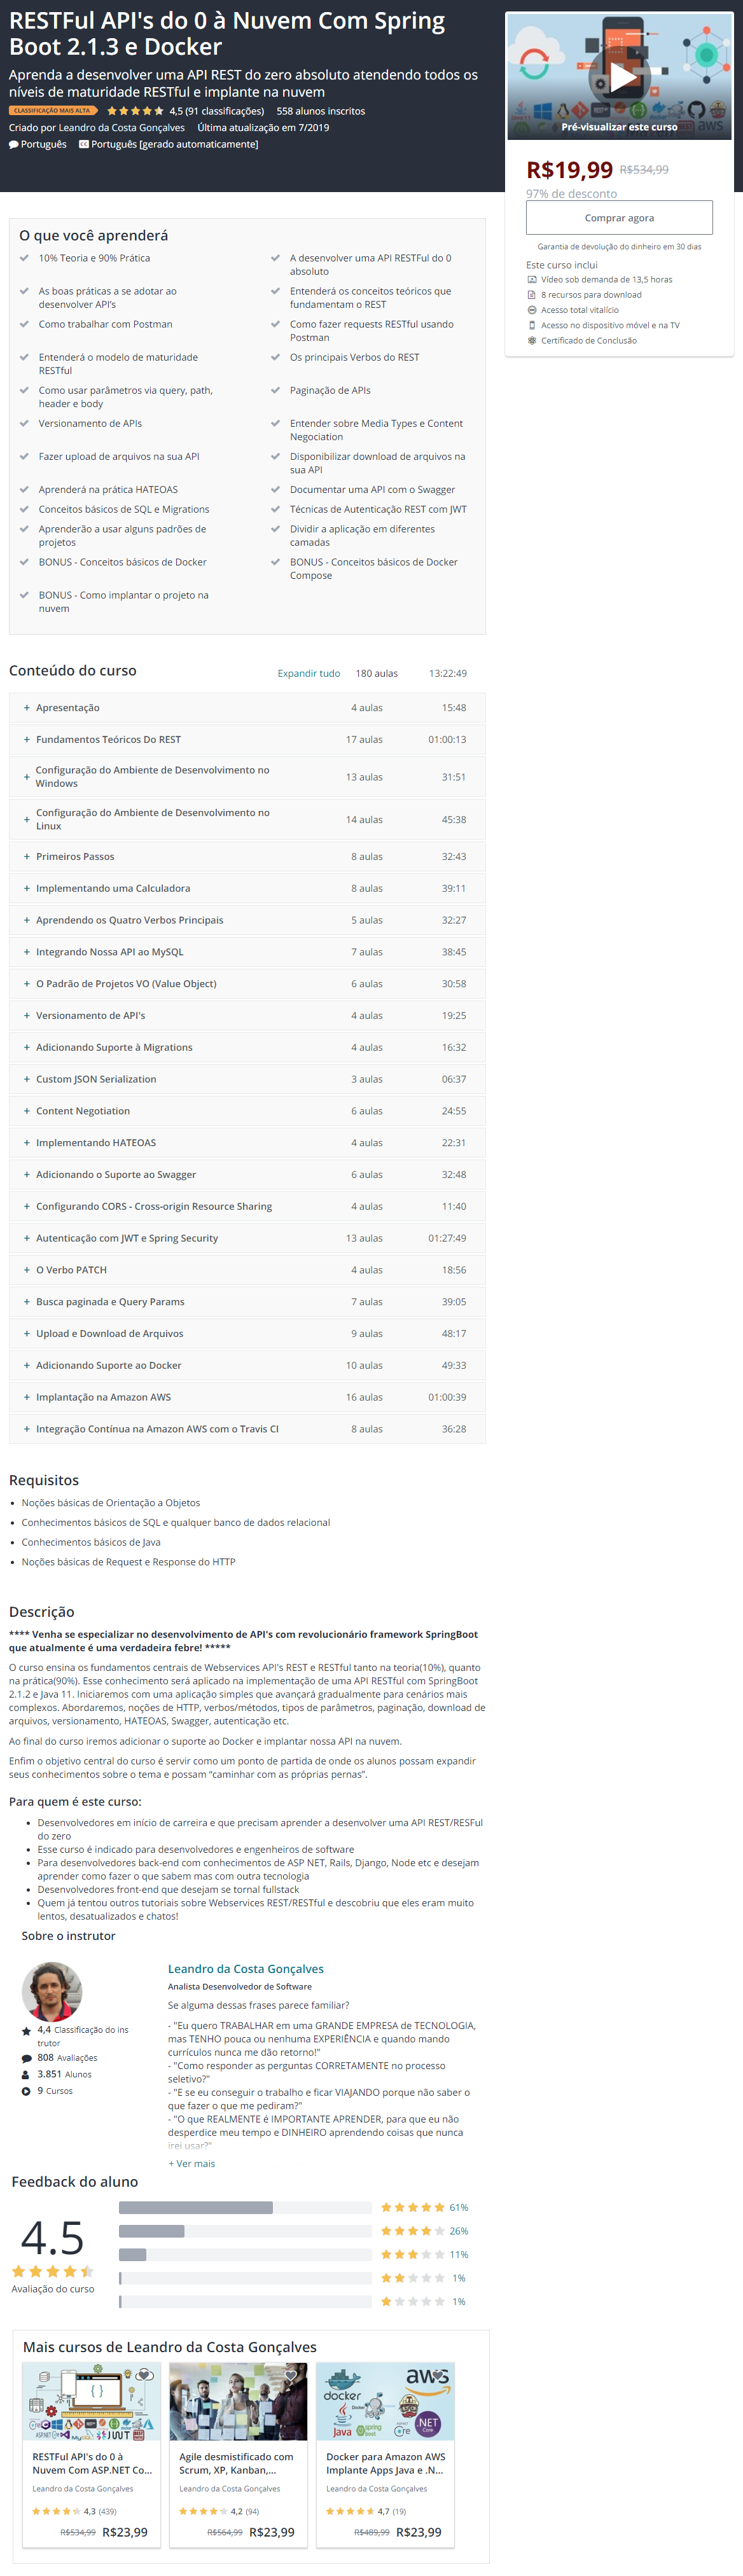 RESTFul API's do 0 à Nuvem Com Spring
Boot 2.1.3 e Docker
Aprenda a desenvolver uma API REST do zero absoluto atendendo todos os
níveis de maturidade RESTful e implante na nuvem
CLASSIFICAÇÃO MAIS ALTA 4,5 (91 classificações) 558 alunos inscritos
Criado por Leandro da Costa Gonçalves Última atualização em 7/2019
Português Português [gerado automaticamente]
Pré-visualizar este curso
R$19,99 R$534,99
97% de desconto
Comprar agora
Garantia de devolução do dinheiro em 30 dias
Este curso inclui
Vídeo sob demanda de 13,5 horas
8 recursos para download
Acesso total vitalício
Acesso no dispositivo móvel e na TV
Certificado de Conclusão
O que você aprenderá
10% Teoria e 90% Prática
A desenvolver uma API RESTFul do 0
absoluto
As boas práticas a se adotar ao
desenvolver API's
Entenderá os conceitos teóricos que
fundamentam o REST
Como trabalhar com Postman
Como fazer requests RESTful usando
Postman
Entenderá o modelo de maturidade
RESTful
Os principais Verbos do REST
Como usar parâmetros via query, path,
header e body
Paginação de APIs
Versionamento de APIs
Entender sobre Media Types e Content
Negociation
Fazer upload de arquivos na sua API
Disponibilizar download de arquivos na
sua API
Aprenderá na prática HATEOAS
Documentar uma API com o Swagger
Conceitos básicos de SQL e Migrations
Técnicas de Autenticação REST com JWT
Aprenderão a usar alguns padrões de
projetos
Dividir a aplicação em diferentes
camadas
BONUS - Conceitos básicos de Docker
BONUS - Conceitos básicos de Docker
Compose
BONUS - Como implantar o projeto na
nuvem
Conteúdo do curso Expandir tudo 180 aulas 13:22:49
+ Apresentação 4 aulas 15:48
+ Fundamentos Teóricos Do REST 17 aulas 01:00:13
+ Configuração do Ambiente de Desenvolvimento no
Windows 13 aulas 31:51
+ Configuração do Ambiente de Desenvolvimento no
Linux 14 aulas 45:38
+ Primeiros Passos 8 aulas 32:43
+ Implementando uma Calculadora 8 aulas 39:11
+ Aprendendo os Quatro Verbos Principais 5 aulas 32:27
+ Integrando Nossa API ao MySQL 7 aulas 38:45
+ O Padrão de Projetos VO (Value Object) 6 aulas 30:58
+ Versionamento de API's 4 aulas 19:25
+ Adicionando Suporte à Migrations 4 aulas 16:32
+ Custom JSON Serialization 3 aulas 06:37
+ Content Negotiation 6 aulas 24:55
+ Implementando HATEOAS 4 aulas 22:31
+ Adicionando o Suporte ao Swagger 6 aulas 32:48
+ Configurando CORS - Cross-origin Resource Sharing 4 aulas 11:40
+ Autenticação com JWT e Spring Security 13 aulas 01:27:49
+ O Verbo PATCH 4 aulas 18:56
+ Busca paginada e Query Params 7 aulas 39:05
+ Upload e Download de Arquivos 9 aulas 48:17
+ Adicionando Suporte ao Docker 10 aulas 49:33
+ Implantação na Amazon AWS 16 aulas 01:00:39
+ Integração Contínua na Amazon AWS com o Travis CI 8 aulas 36:28
Requisitos
• Noções básicas de Orientação a Objetos
• Conhecimentos básicos de SQL e qualquer banco de dados relacional
• Conhecimentos básicos de Java
• Noções básicas de Request e Response do HTTP
Descrição
**** Venha se especializar no desenvolvimento de API's com revolucionário framework SpringBoot
que atualmente é uma verdadeira febre! *****
O curso ensina os fundamentos centrais de Webservices API's REST e RESTful tanto na teoria(10%), quanto
na prática(90%). Esse conhecimento será aplicado na implementação de uma API RESTful com SpringBoot
2.1.2 e Java 11. Iniciaremos com uma aplicação simples que avançará gradualmente para cenários mais
complexos. Abordaremos, noções de HTTP, verbos/métodos, tipos de parâmetros, paginação, download de
arquivos, versionamento, HATEOAS, Swagger, autenticação etc.
Ao final do curso iremos adicionar o suporte ao Docker e implantar nossa API na nuvem.
Enfim o objetivo central do curso é servir como um ponto de partida de onde os alunos possam expandir
seus conhecimentos sobre o tema e possam “caminhar com as próprias pernas”.
Para quem é este curso:
• Desenvolvedores em início de carreira e que precisam aprender a desenvolver uma API REST/RESFul
do zero
• Esse curso é indicado para desenvolvedores e engenheiros de software
• Para desenvolvedores back-end com conhecimentos de ASP NET, Rails, Django, Node etc e desejam
aprender como fazer o que sabem mas com outra tecnologia
• Desenvolvedores front-end que desejam se tornal fullstack
• Quem já tentou outros tutoriais sobre Webservices REST/RESTful e descobriu que eles eram muito
lentos, desatualizados e chatos!
Sobre o instrutor
4,4 Classificação do ins
trutor
808 Avaliações
3.851 Alunos
9 Cursos
Leandro da Costa Gonçalves
Analista Desenvolvedor de Software
Se alguma dessas frases parece familiar?
- "Eu quero TRABALHAR em uma GRANDE EMPRESA de TECNOLOGIA,
mas TENHO pouca ou nenhuma EXPERIÊNCIA e quando mando
currículos nunca me dão retorno!"
- "Como responder as perguntas CORRETAMENTE no processo
seletivo?"
- "E se eu conseguir o trabalho e ficar VIAJANDO porque não saber o
que fazer o que me pediram?"
- "O que REALMENTE é IMPORTANTE APRENDER, para que eu não
desperdice meu tempo e DINHEIRO aprendendo coisas que nunca
irei usar?"
+ Ver mais
Feedback do aluno
4.5
Avaliação do curso
61%
26%
11%
1%
1%
Mais cursos de Leandro da Costa Gonçalves
docker
aws
Java
spring
.NET
Core
RESTFul API's do 0 à
Nuvem Com ASP.NET Co...
Leandro da Costa Gonçalves
4,3 (439)
R$534,99 R$23,99
Agile desmistificado com
Scrum, XP, Kanban,...
Leandro da Costa Gonçalves
4,2 (94)
R$564,99 R$23,99
Docker para Amazon AWS
Implante Apps Java e .N...
Leandro da Costa Gonçalves
4,7 (19)
R$489,99 R$23,99